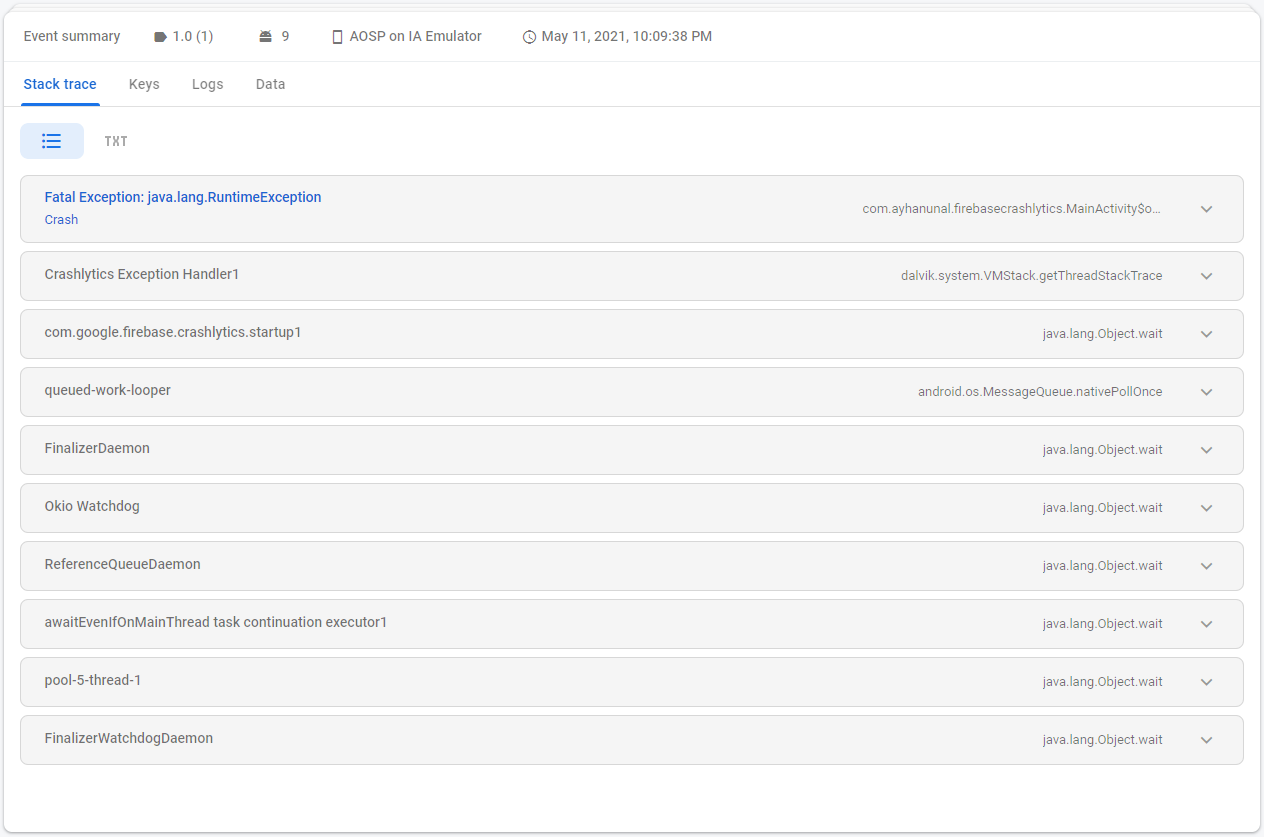 Event summary 1.0 (1) 9 AOSP on IA Emulator May 11, 2021, 10:09:38 PM
Stack trace Keys Logs Data
TXT
Fatal Exception: java.lang.RuntimeException
Crash
com.ayhanunal.firebasecrashlytics.MainActivity$o...
Crashlytics Exception Handler1 dalvik.system.VMStack.getThreadStackTrace
com.google.firebase.crashlytics.startup1 java.lang.Object.wait
queued-work-looper android.os.MessageQueue.nativePollOnce
FinalizerDaemon java.lang.Object.wait
Okio Watchdog java.lang.Object.wait
ReferenceQueueDaemon java.lang.Object.wait
awaitEvenIfOnMainThread task continuation executor1 java.lang.Object.wait
pool-5-thread-1 java.lang.Object.wait
FinalizerWatchdogDaemon java.lang.Object.wait